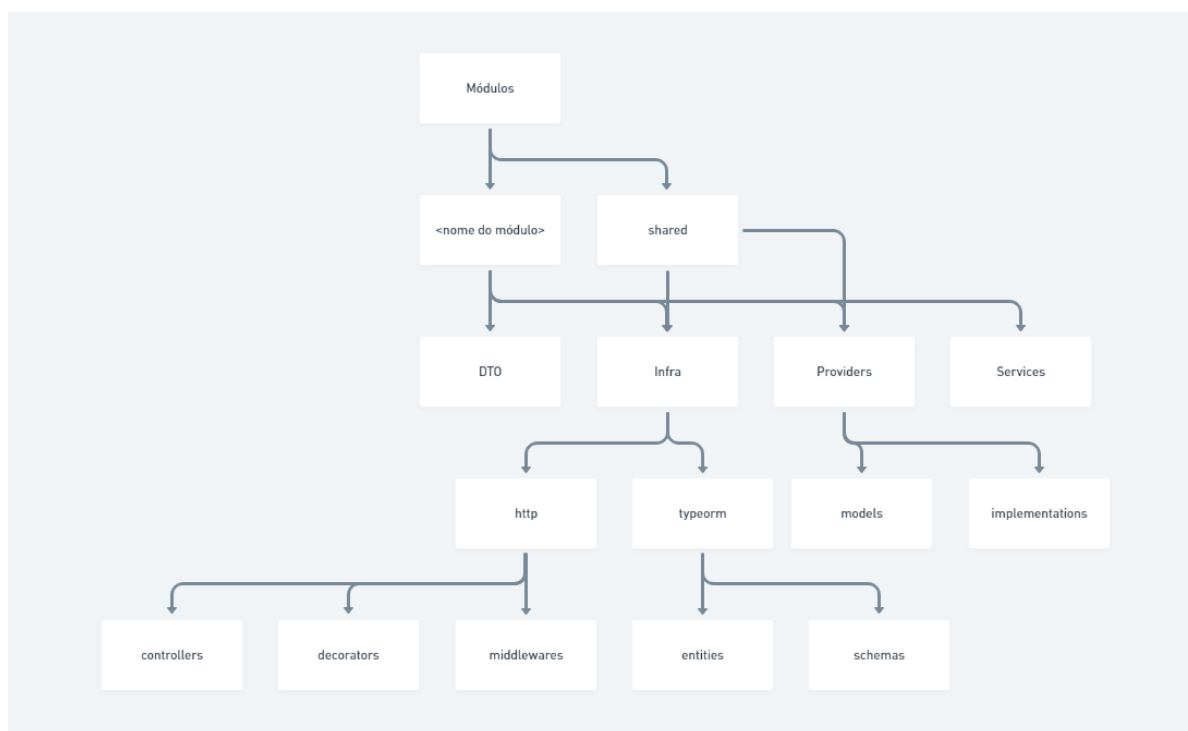 Módulos
<nome do módulo>
shared
DTO
Infra
Providers
Services
http
typeorm
models
implementations
controllers
decorators
middlewares
entities
schemas